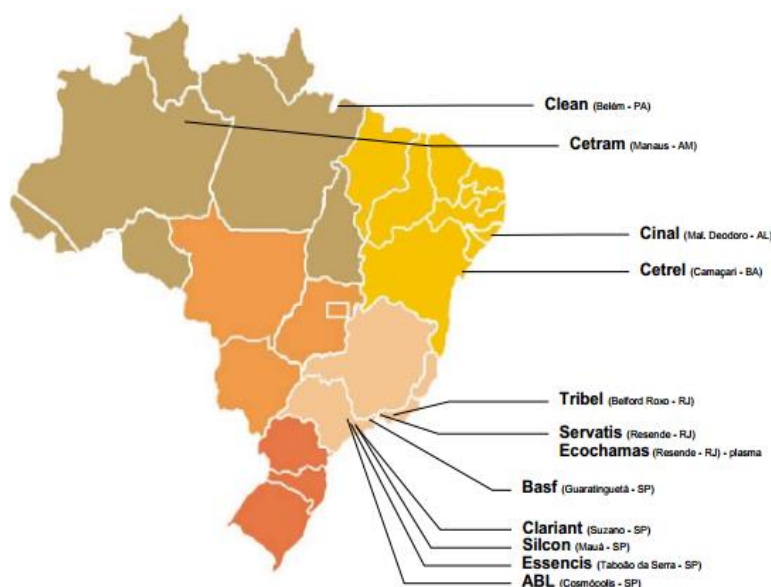 Clean (Belém - PA)
Cetram (Manaus - AM)
Cinal (Mal. Deodoro - AL)
Cetrel (Camaçari - BA)
Tribel (Belford Roxo - RJ)
Servatis (Resende - RJ)
Ecochamas (Resende - RJ) - plasma
Basf (Guaratinguetá - SP)
Clariant (Suzano - SP)
Silcon (Mauá - SP)
Essencis (Taboão da Serra - SP)
ABL (Cosmópolis - SP)